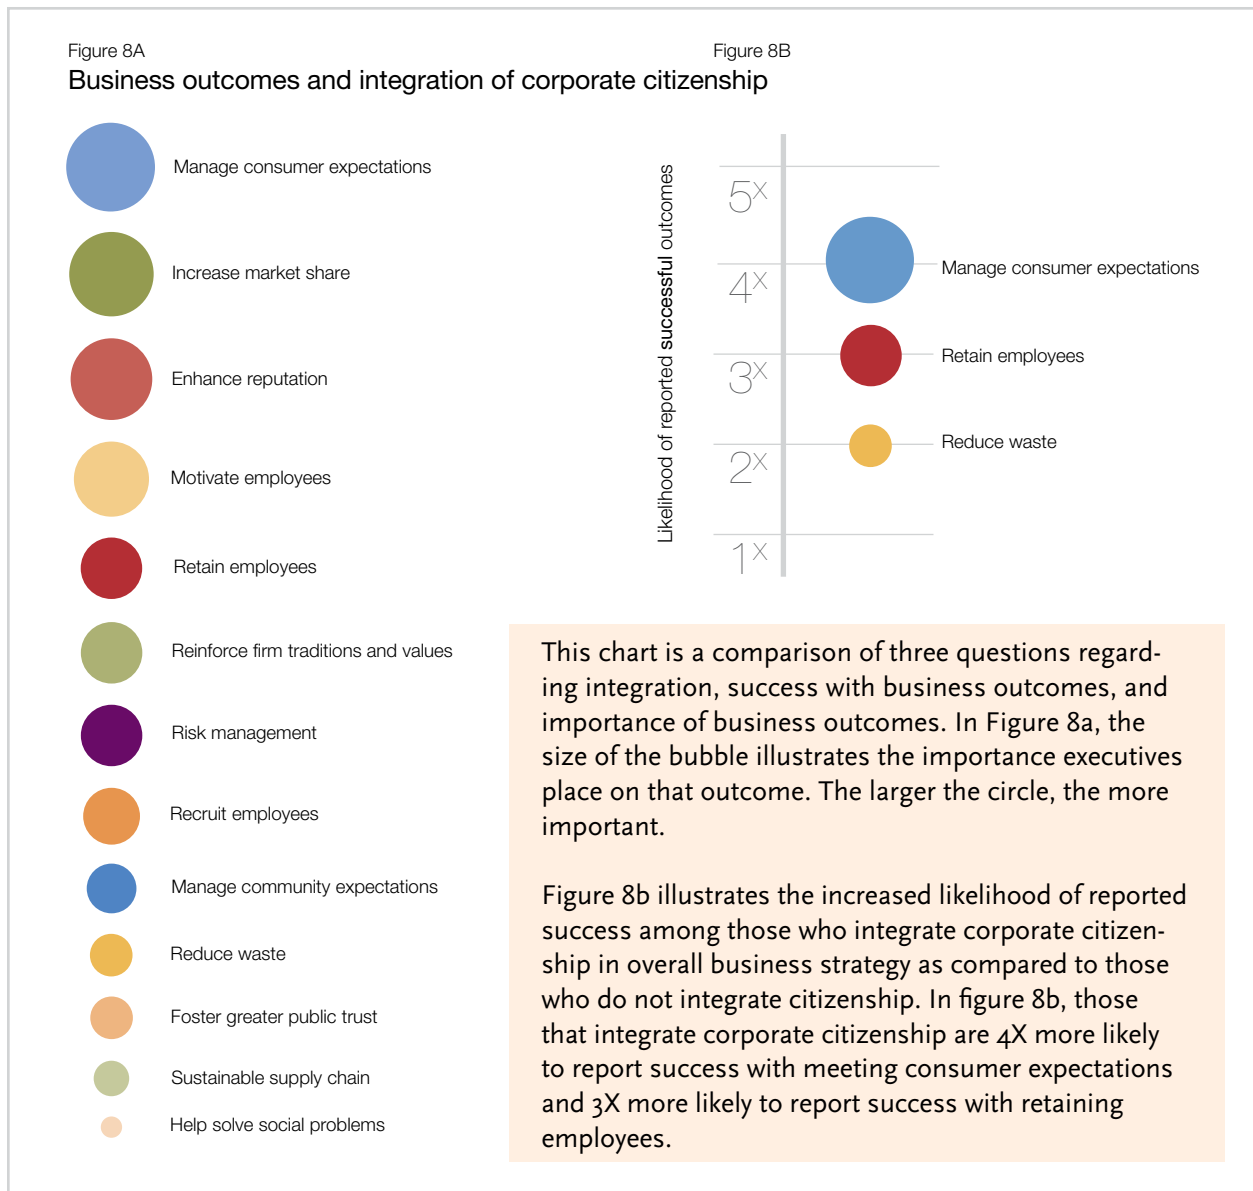 Figure 8A
Business outcomes and integration of corporate citizenship
Manage consumer expectations
Increase market share
Enhance reputation
Motivate employees
Retain employees
Reinforce firm traditions and values
Risk management
Recruit employees
Manage community expectations
Reduce waste
Foster greater public trust
Sustainable supply chain
Help solve social problems
Figure 8B
Likelihood of reported successful outcomes
5X
4X
3X
2X
1X
Manage consumer expectations
Retain employees
Reduce waste
This chart is a comparison of three questions regard-
ing integration, success with business outcomes, and
importance of business outcomes. In Figure 8a, the
size of the bubble illustrates the importance executives
place on that outcome. The larger the circle, the more
important.
Figure 8b illustrates the increased likelihood of reported
success among those who integrate corporate citizen-
ship in overall business strategy as compared to those
who do not integrate citizenship. In figure 8b, those
that integrate corporate citizenship are 4X more likely
to report success with meeting consumer expectations
and 3X more likely to report success with retaining
employees.